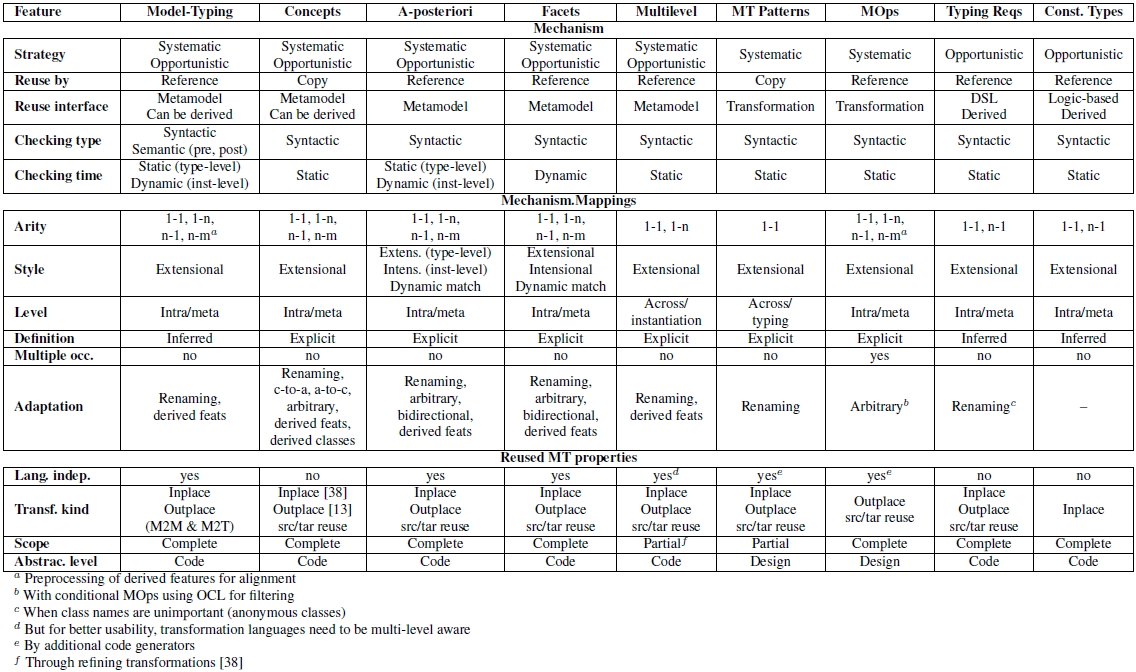 Feature Model-Typing Concepts A-posteriori Facets Multilevel MT Patterns MOps Typing Reqs Const. Types
Mechanism
Strategy Systematic Opportunistic Systematic Opportunistic Systematic Opportunistic Systematic Opportunistic Systematic Opportunistic Systematic Systematic Opportunistic Opportunistic
Reuse by Reference Copy Reference Reference Reference Copy Reference Reference Reference
Reuse interface Metamodel Can be derived Metamodel Can be derived Metamodel Metamodel Metamodel Transformation Transformation DSL Derived Logic-based Derived
Checking type Syntactic Semantic (pre, post) Syntactic Syntactic Syntactic Syntactic Syntactic Syntactic Syntactic Syntactic
Checking time Static (type-level) Dynamic (inst-level) Static Static (type-level) Dynamic (inst-level) Dynamic Static Static Static Static Static
Mechanism.Mappings
Arity 1-1, 1-n, n-1, n-m^a 1-1, 1-n, n-1, n-m 1-1, 1-n, n-1, n-m 1-1, 1-n, n-1, n-m 1-1, 1-n 1-1 1-1, 1-n, n-1, n-m^a 1-1, n-1 1-1, n-1
Style Extensional Extensional Extens. (type-level) Intens. (inst-level) Dynamic match Extensional Intensional Dynamic match Extensional Extensional Extensional Extensional Extensional
Level Intra/meta Intra/meta Intra/meta Intra/meta Across/ instantiation Across/ typing Intra/meta Intra/meta Intra/meta
Definition Inferred Explicit Explicit Explicit Explicit Explicit Explicit Inferred Inferred
Multiple occ. no no no no no no yes no no
Adaptation Renaming, derived feats Renaming, c-to-a, a-to-c, arbitrary, derived feats, derived classes Renaming, arbitrary, bidirectional, derived feats Renaming, arbitrary, bidirectional, derived feats Renaming, derived feats Renaming Arbitrary^b Renaming^c –
Reused MT properties
Lang. indep. yes no yes yes yes^d yes^e yes^e no no
Transf. kind Inplace Outplace (M2M & M2T) Inplace [38] Outplace [13] src/tar reuse Inplace Outplace src/tar reuse Inplace Outplace src/tar reuse Inplace Outplace src/tar reuse Inplace Outplace src/tar reuse Outplace src/tar reuse Inplace Outplace src/tar reuse Inplace
Scope Complete Complete Complete Complete Partial^f Partial Complete Complete Complete
Abstrac. level Code Code Code Code Code Design Design Code Code
^a Preprocessing of derived features for alignment
^b With conditional MOps using OCL for filtering
^c When class names are unimportant (anonymous classes)
^d But for better usability, transformation languages need to be multi-level aware
^e By additional code generators
^f Through refining transformations [38]